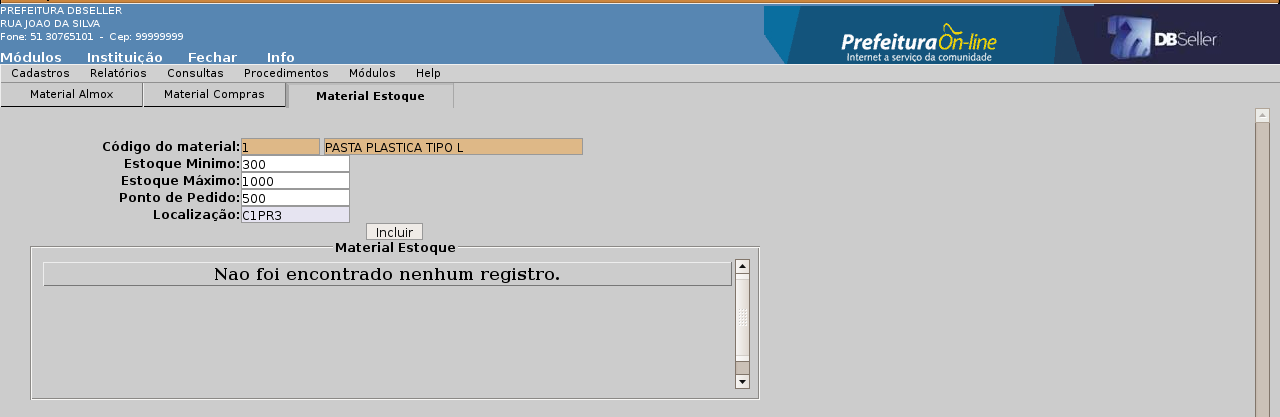 PREFEITURA DBSELLER
RUA JOAO DA SILVA
Fone: 51 30765101 - Cep: 99999999
Prefeitura On-line
Internet a serviço da comunidade
DBSeller
Módulos Instituição Fechar Info
Cadastros Relatórios Consultas Procedimentos Módulos Help
Material Almox Material Compras Material Estoque
Código do material: 1 PASTA PLASTICA TIPO L
Estoque Minimo: 300
Estoque Máximo: 1000
Ponto de Pedido: 500
Localização: C1PR3
Incluir
Material Estoque
Nao foi encontrado nenhum registro.